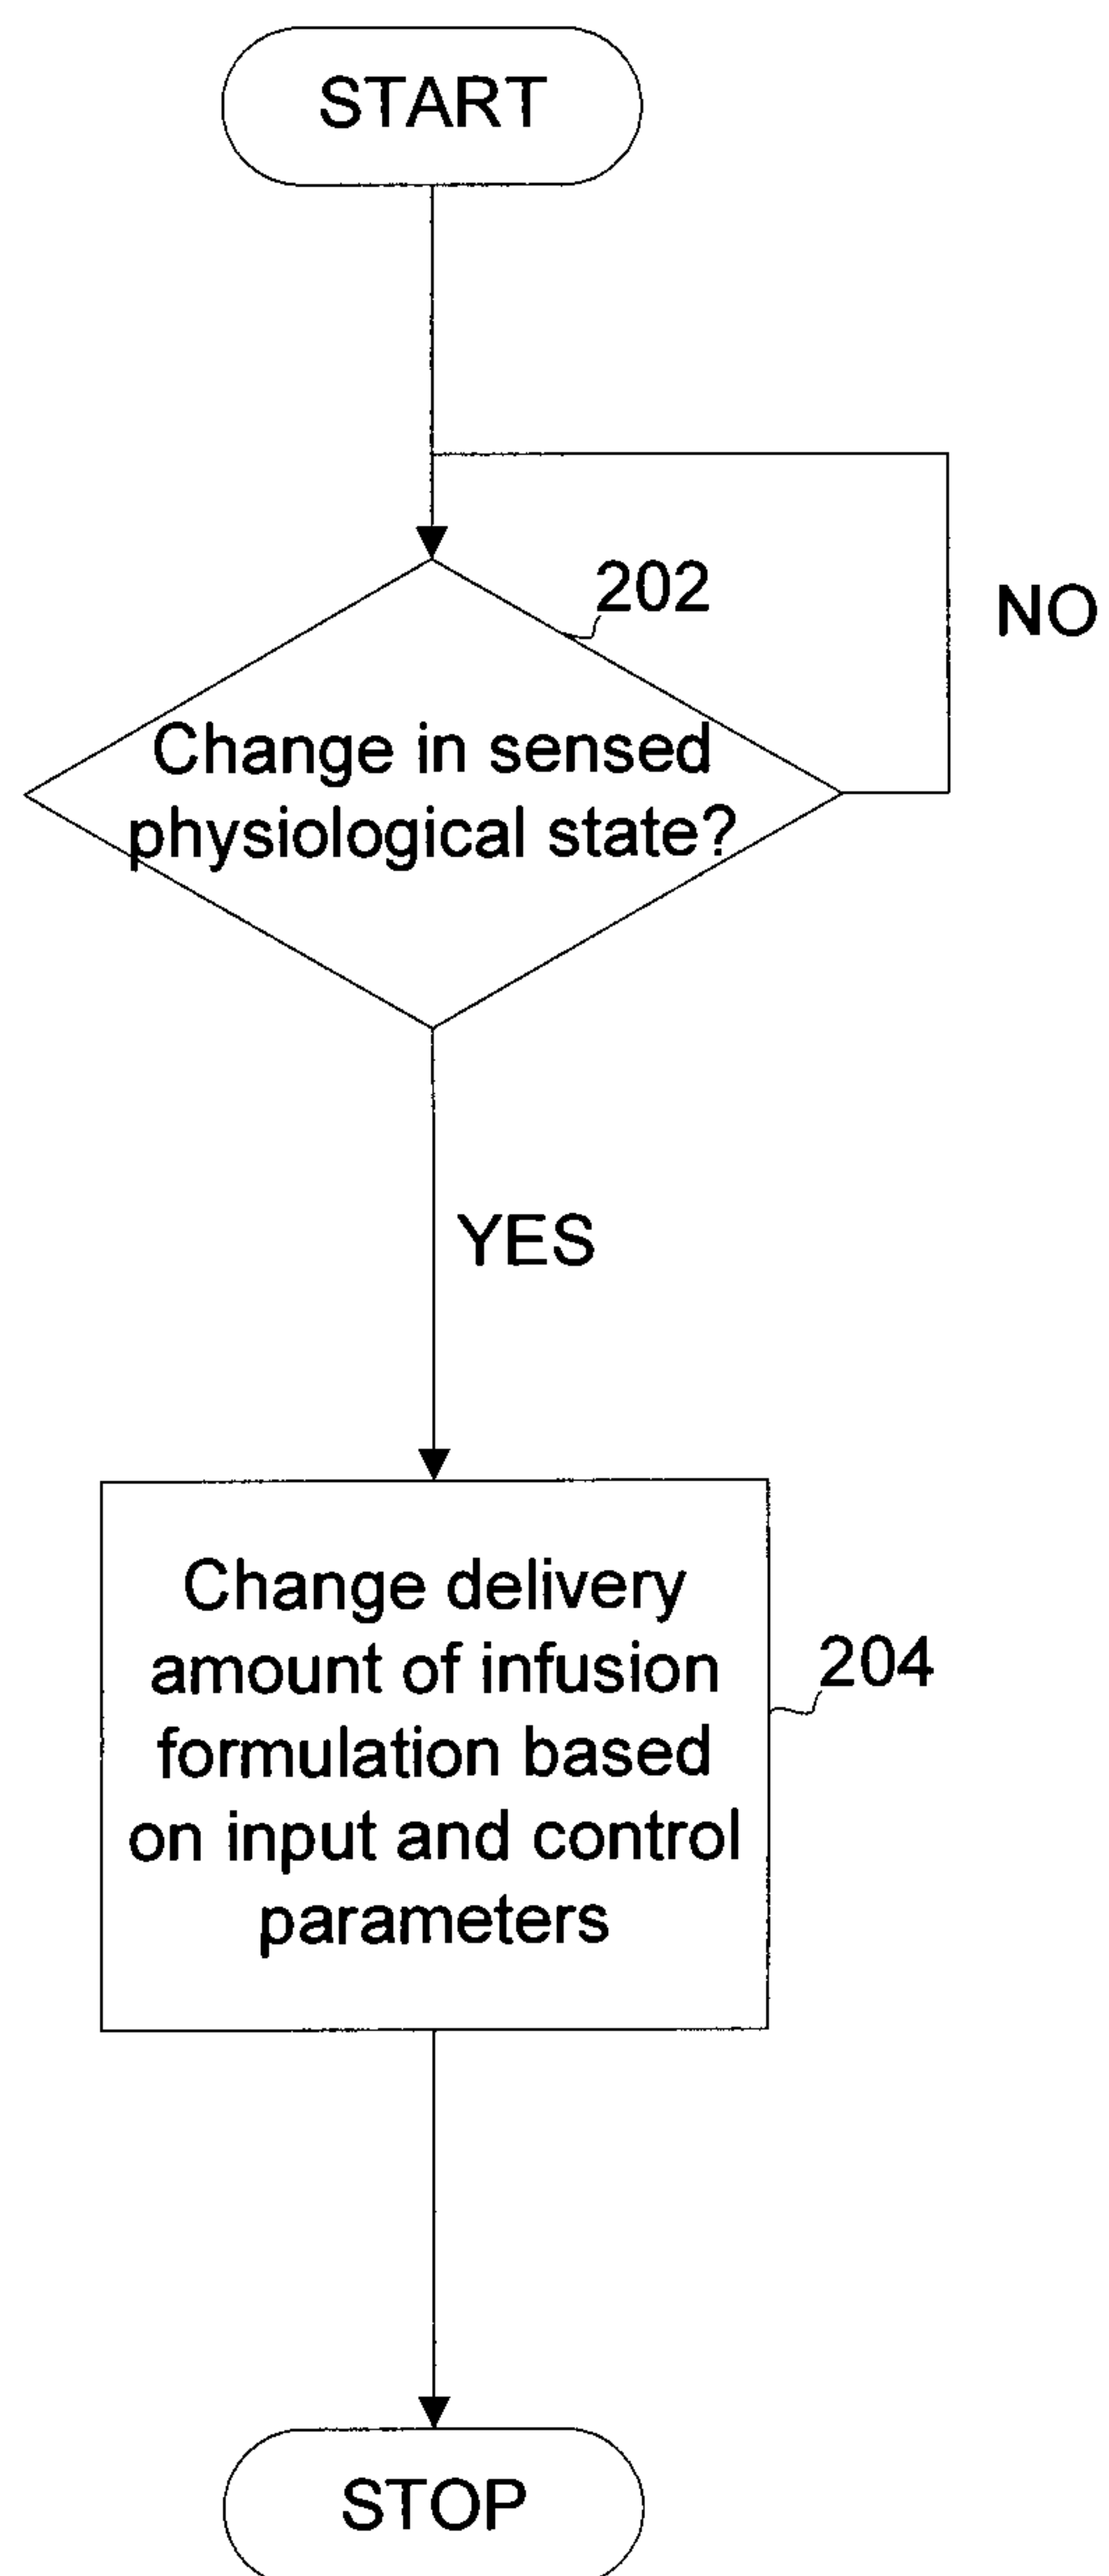 START
202
NO
Change in sensed
physiological state?
YES
Change delivery
amount of infusion
formulation based
on input and control
parameters
204
STOP